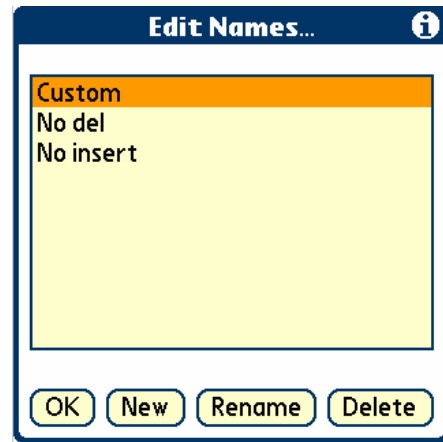 Edit Names... i
Custom
No del
No insert
OK New Rename Delete